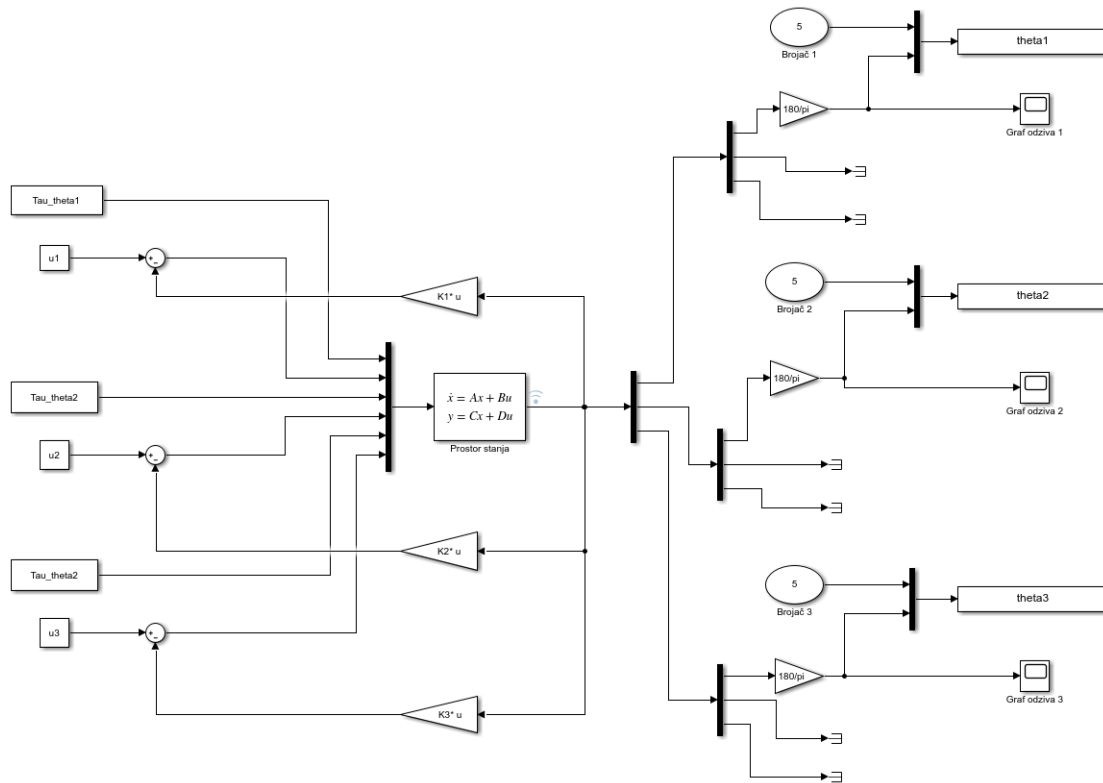 5
Brojač 1
theta1
180/pi
Graf odziva 1
Tau_theta1
u1
+
−
K1* u
5
Brojač 2
theta2
180/pi
Graf odziva 2
Tau_theta2
ẋ = Ax + Bu
y = Cx + Du
Prostor stanja
u2
+
−
K2* u
Tau_theta2
5
Brojač 3
theta3
u3
+
−
180/pi
Graf odziva 3
K3* u